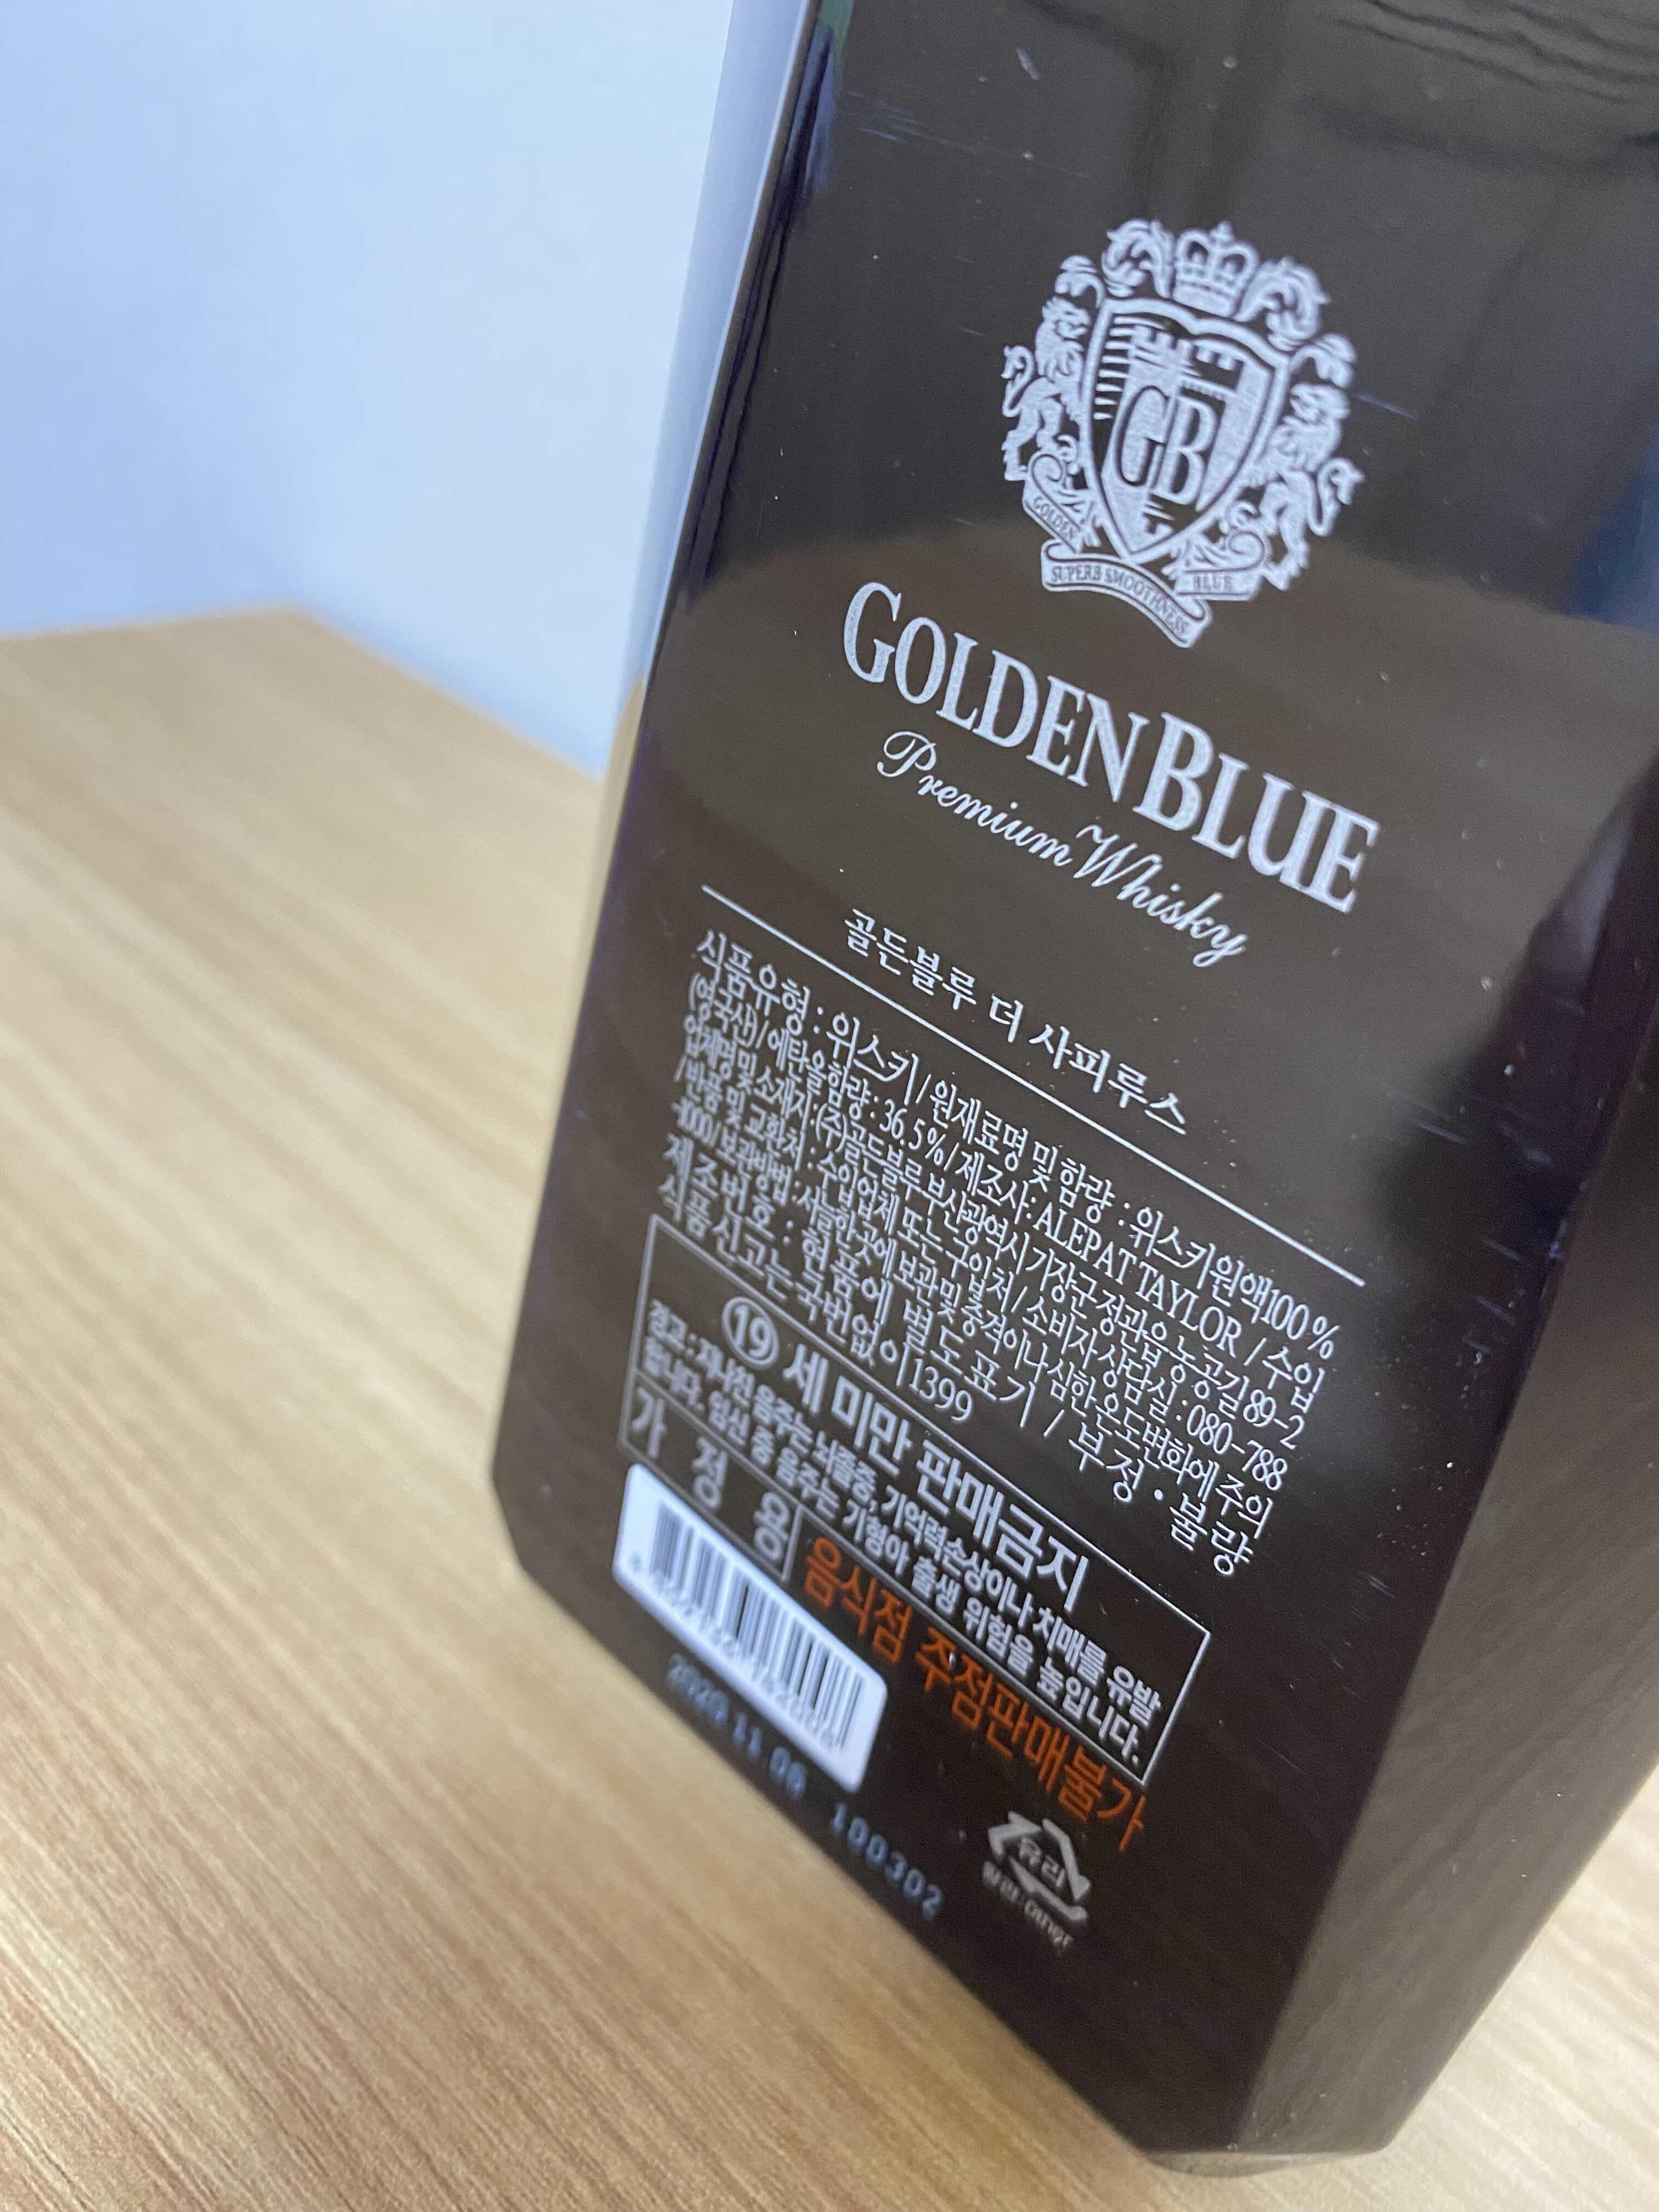 GB
GOLDEN
BLUE
SUPERB SMOOTHNESS
GOLDEN BLUE
Premium Whisky
골든블루 더 사피루스
식품유형 : 위스키 / 원재료명 및 함량 : 위스키원액100%
(영국산) / 에탄올함량 : 36.5% / 제조사: ALEPAT TAYLOR / 수입
업체명 및 소재지:(주)골든블루 부산광역시 기장군 정관읍 농공길 89-2
/ 반품 및 교환처 : 수입업체 또는 구입처 / 소비자상담실 : 080-788
-1000 / 보관방법 : 서늘한곳에 보관 및 충격이나 심한 온도변화에 주의
제조번호 : 현품에 별도표기 / 부정 · 불량
식품 신고는 국번없이 1399
19 세 미만 판매금지
경고 : 지나친 음주는 뇌졸중, 기억력손상이나 치매를 유발
합니다. 임신 중 음주는 기형아 출생 위험을 높입니다.
가 정 용
음식점 주점판매불가
2020.11.06 100302
유리